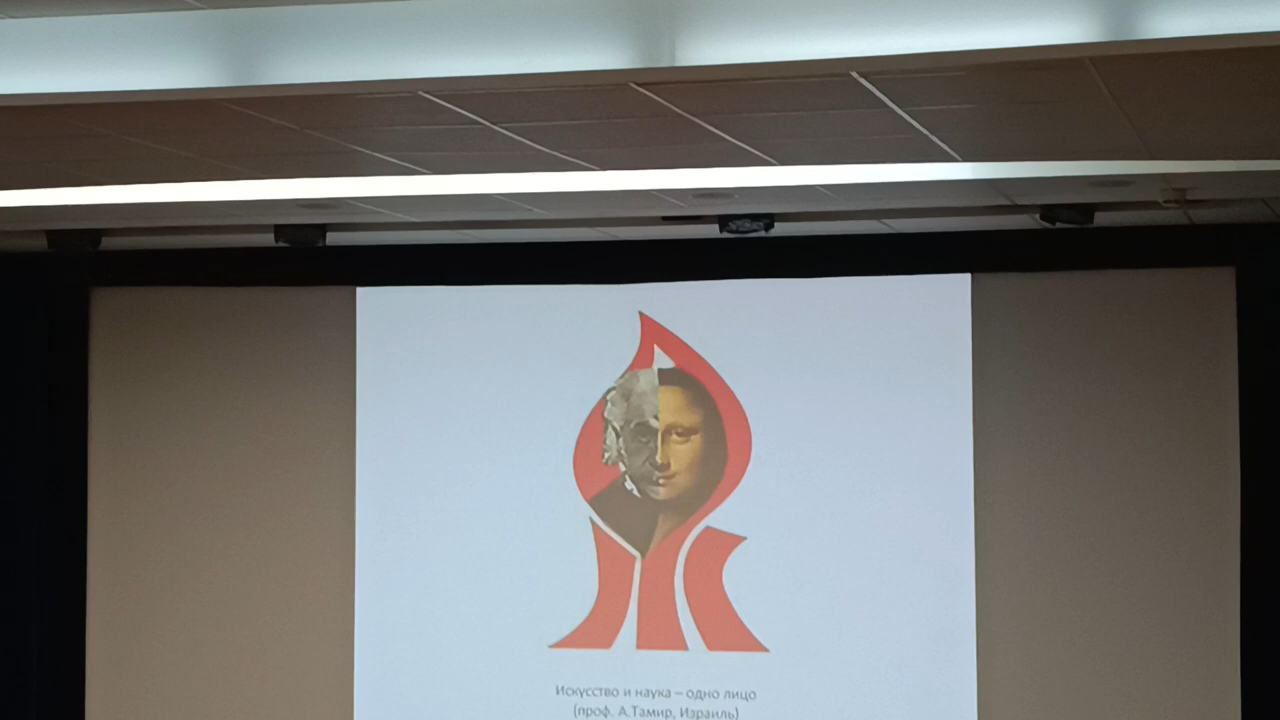 Искусство и наука – одно лицо
(проф. А.Тамир, Израиль)